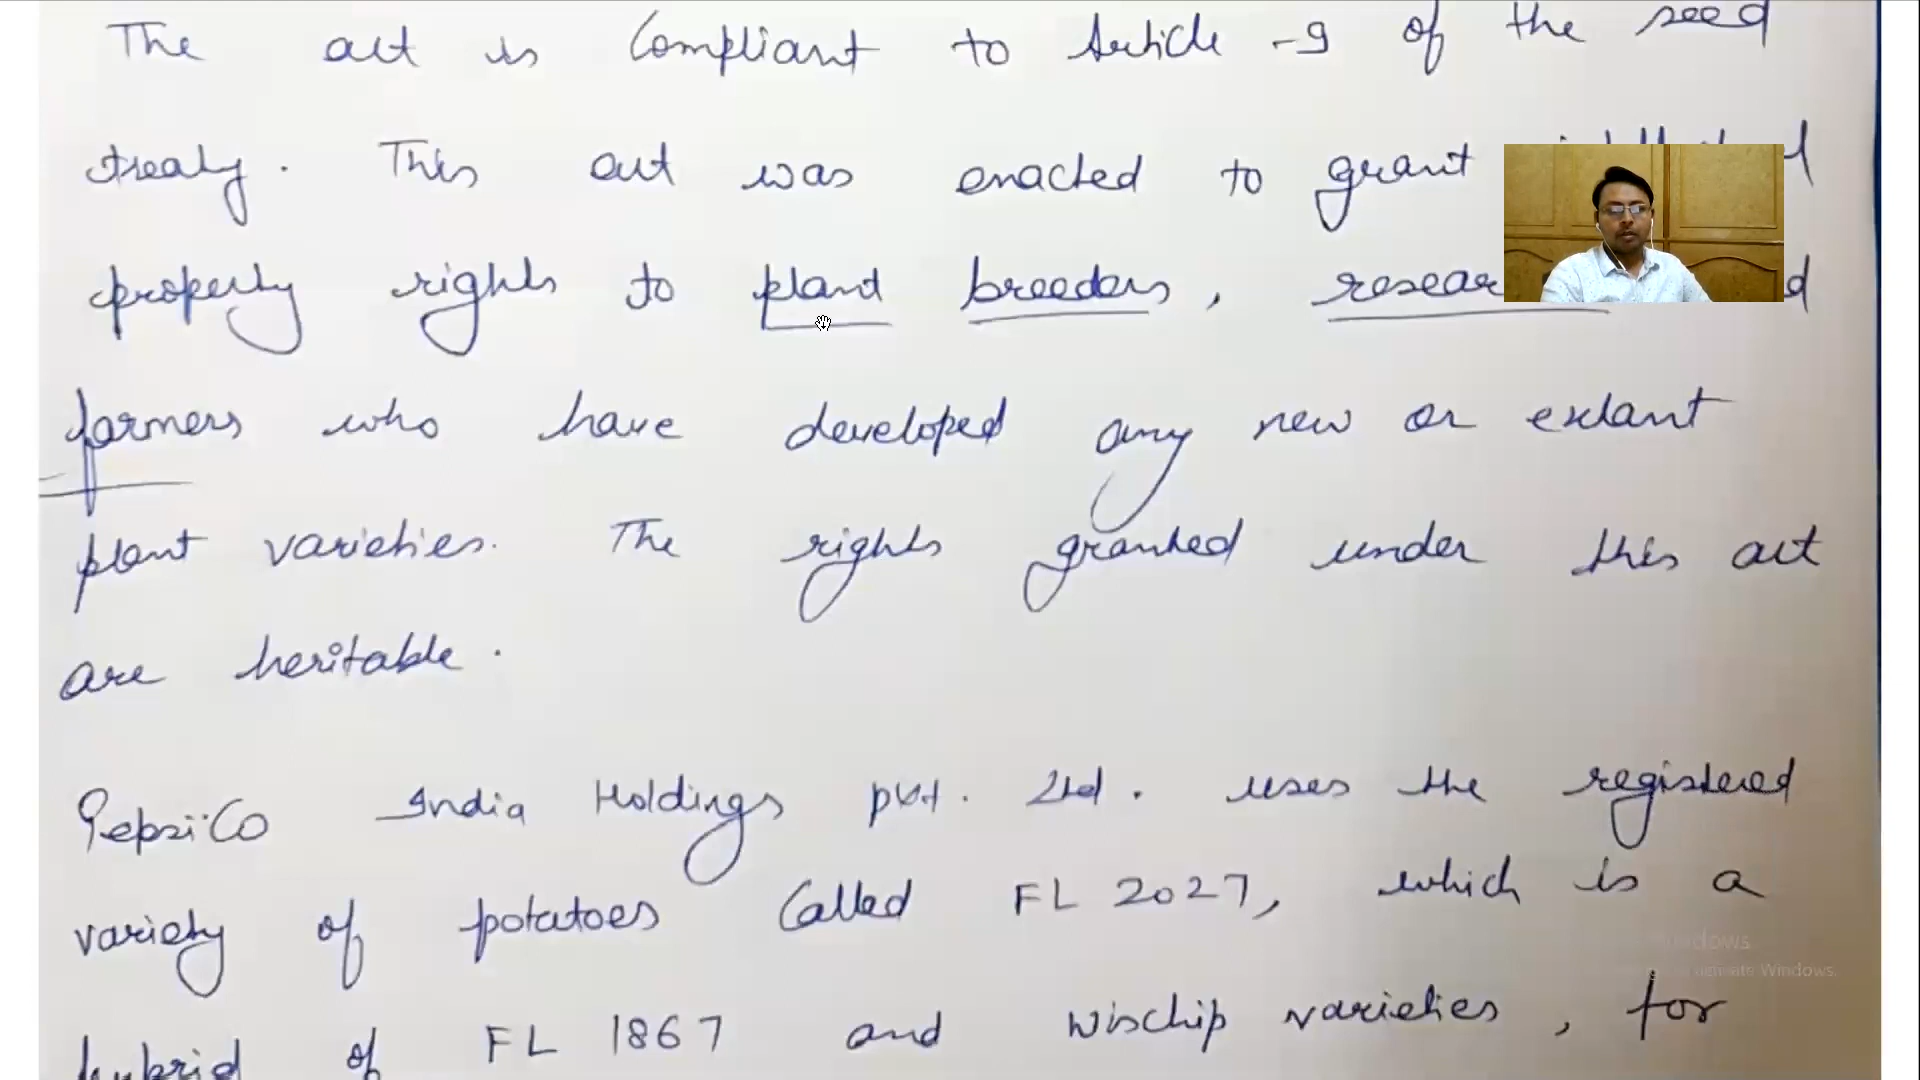 The act is Compliant to Article -9 of the seed
treaty. This act was enacted to grant
property rights to plant breeders,
farmers who have developed any new or extant
plant varieties. The rights granted under this act
are heritable.
PepsiCo India Holdings pvt. Ltd. uses the registered
variety of potatoes Called FL 2027, which is a
hybrid of FL 1867 and wischip varieties, for
Windows